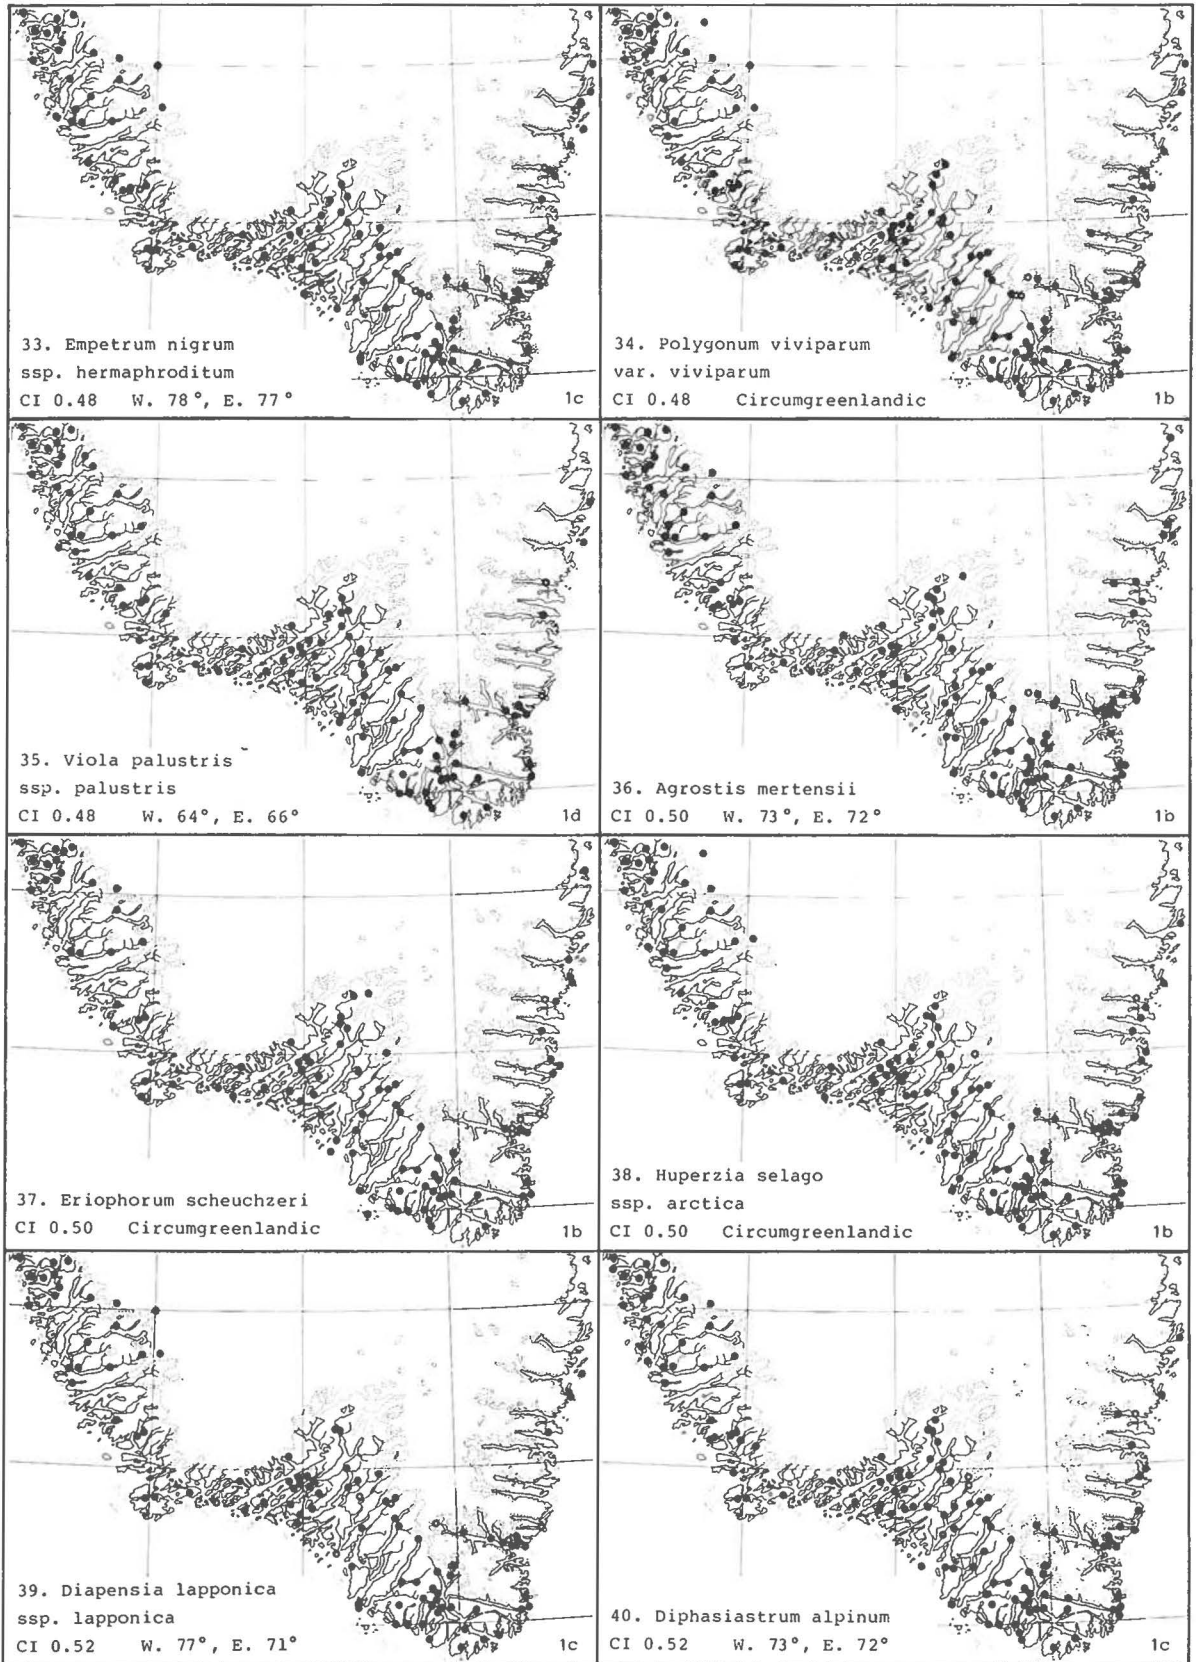 33. Empetrum nigrum
ssp. hermaphroditum
CI 0.48 W. 78°, E. 77° 1c
34. Polygonum viviparum
var. viviparum
CI 0.48 Circumgreenlandic 1b
35. Viola palustris
ssp. palustris
CI 0.48 W. 64°, E. 66° 1d
36. Agrostis mertensii
CI 0.50 W. 73°, E. 72° 1b
37. Eriophorum scheuchzeri
CI 0.50 Circumgreenlandic 1b
38. Huperzia selago
ssp. arctica
CI 0.50 Circumgreenlandic 1b
39. Diapensia lapponica
ssp. lapponica
CI 0.52 W. 77°, E. 71° 1c
40. Diphasiastrum alpinum
CI 0.52 W. 73°, E. 72° 1c